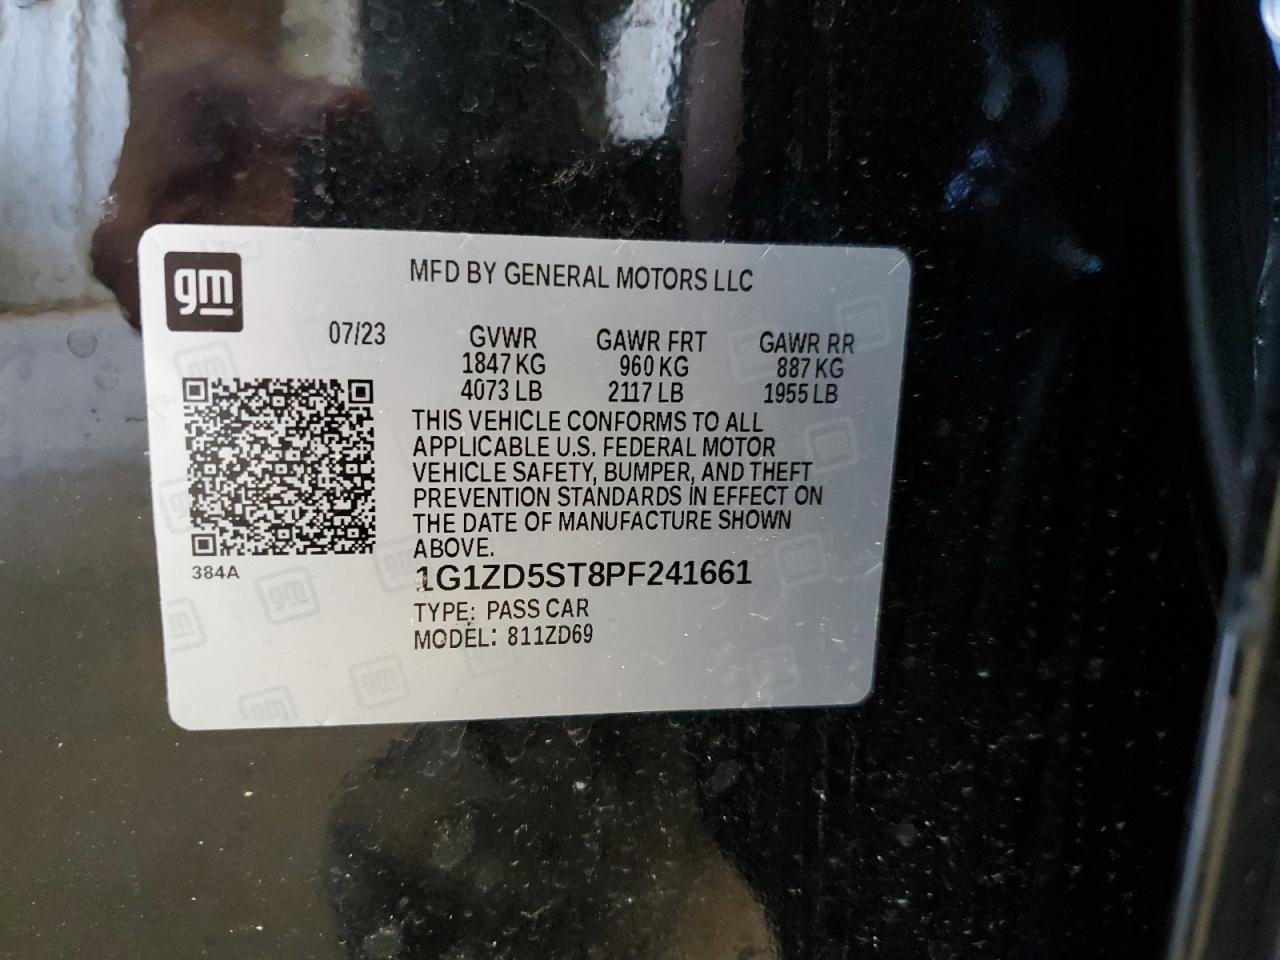 gm
MFD BY GENERAL MOTORS LLC
07/23 GVWR GAWR FRT GAWR RR
1847 KG 960 KG 887 KG
4073 LB 2117 LB 1955 LB
THIS VEHICLE CONFORMS TO ALL
APPLICABLE U.S. FEDERAL MOTOR
VEHICLE SAFETY, BUMPER, AND THEFT
PREVENTION STANDARDS IN EFFECT ON
THE DATE OF MANUFACTURE SHOWN
ABOVE.
384A
1G1ZD5ST8PF241661
TYPE: PASS CAR
MODEL: 811ZD69